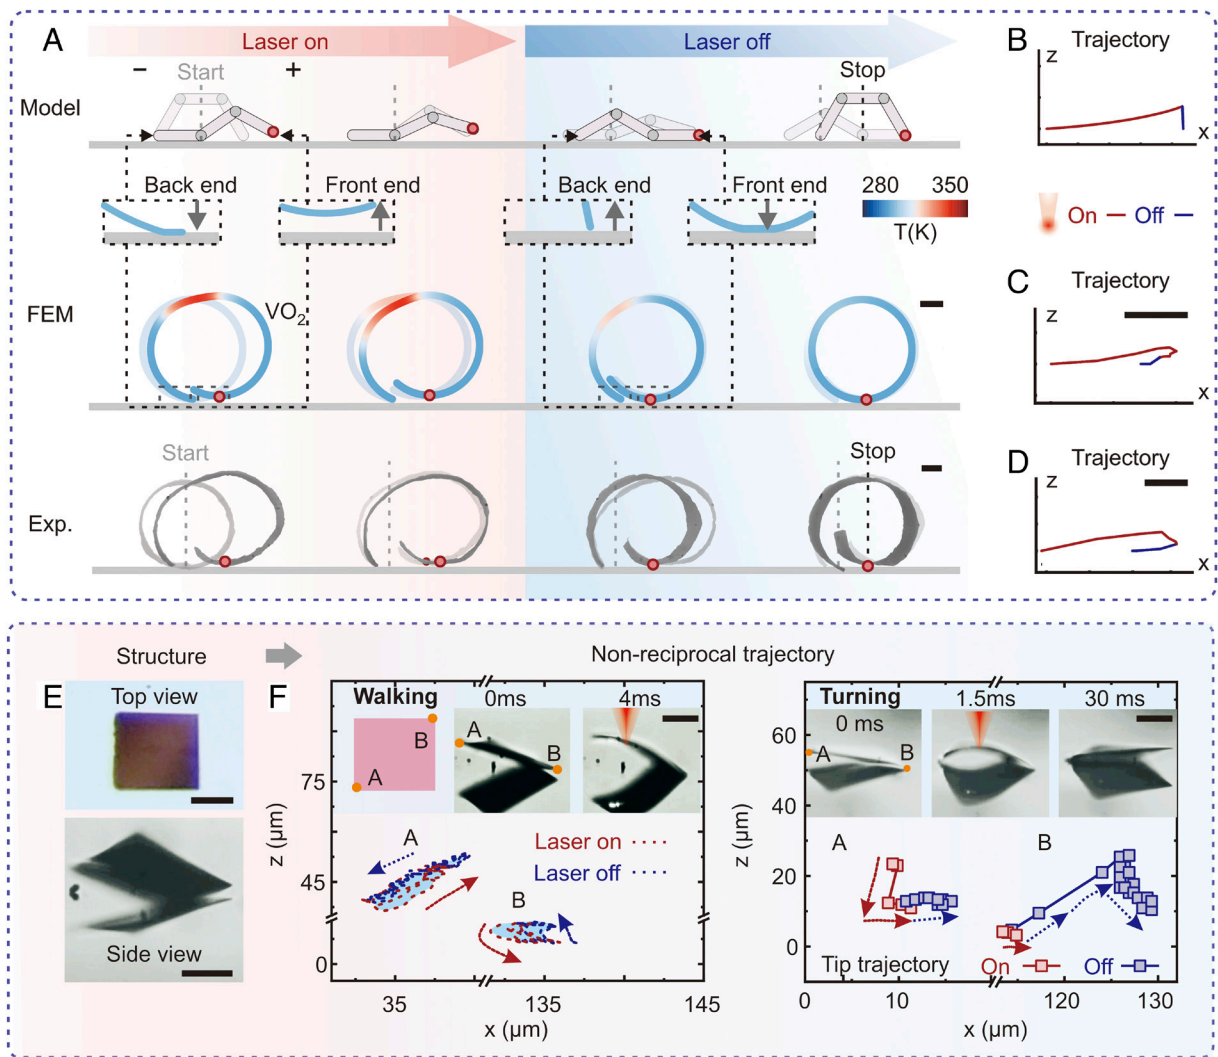 A
Laser on
Laser off
B
Trajectory
z
x
− Start +
Stop
Model
Back end
Front end
Back end
Front end
280 350
T(K)
On Off
FEM
VO2
C
Trajectory
z
x
Start
Stop
Exp.
D
Trajectory
z
x
Structure
Non-reciprocal trajectory
E
Top view
Side view
F
Walking
0ms
4ms
B
A
A
B
75
45
0
z (μm)
A
Laser on
Laser off
B
35
135
145
x (μm)
Turning
0 ms
1.5ms
30 ms
A
B
60
40
20
0
z (μm)
A
B
Tip trajectory
On
Off
0
10
120
130
x (μm)